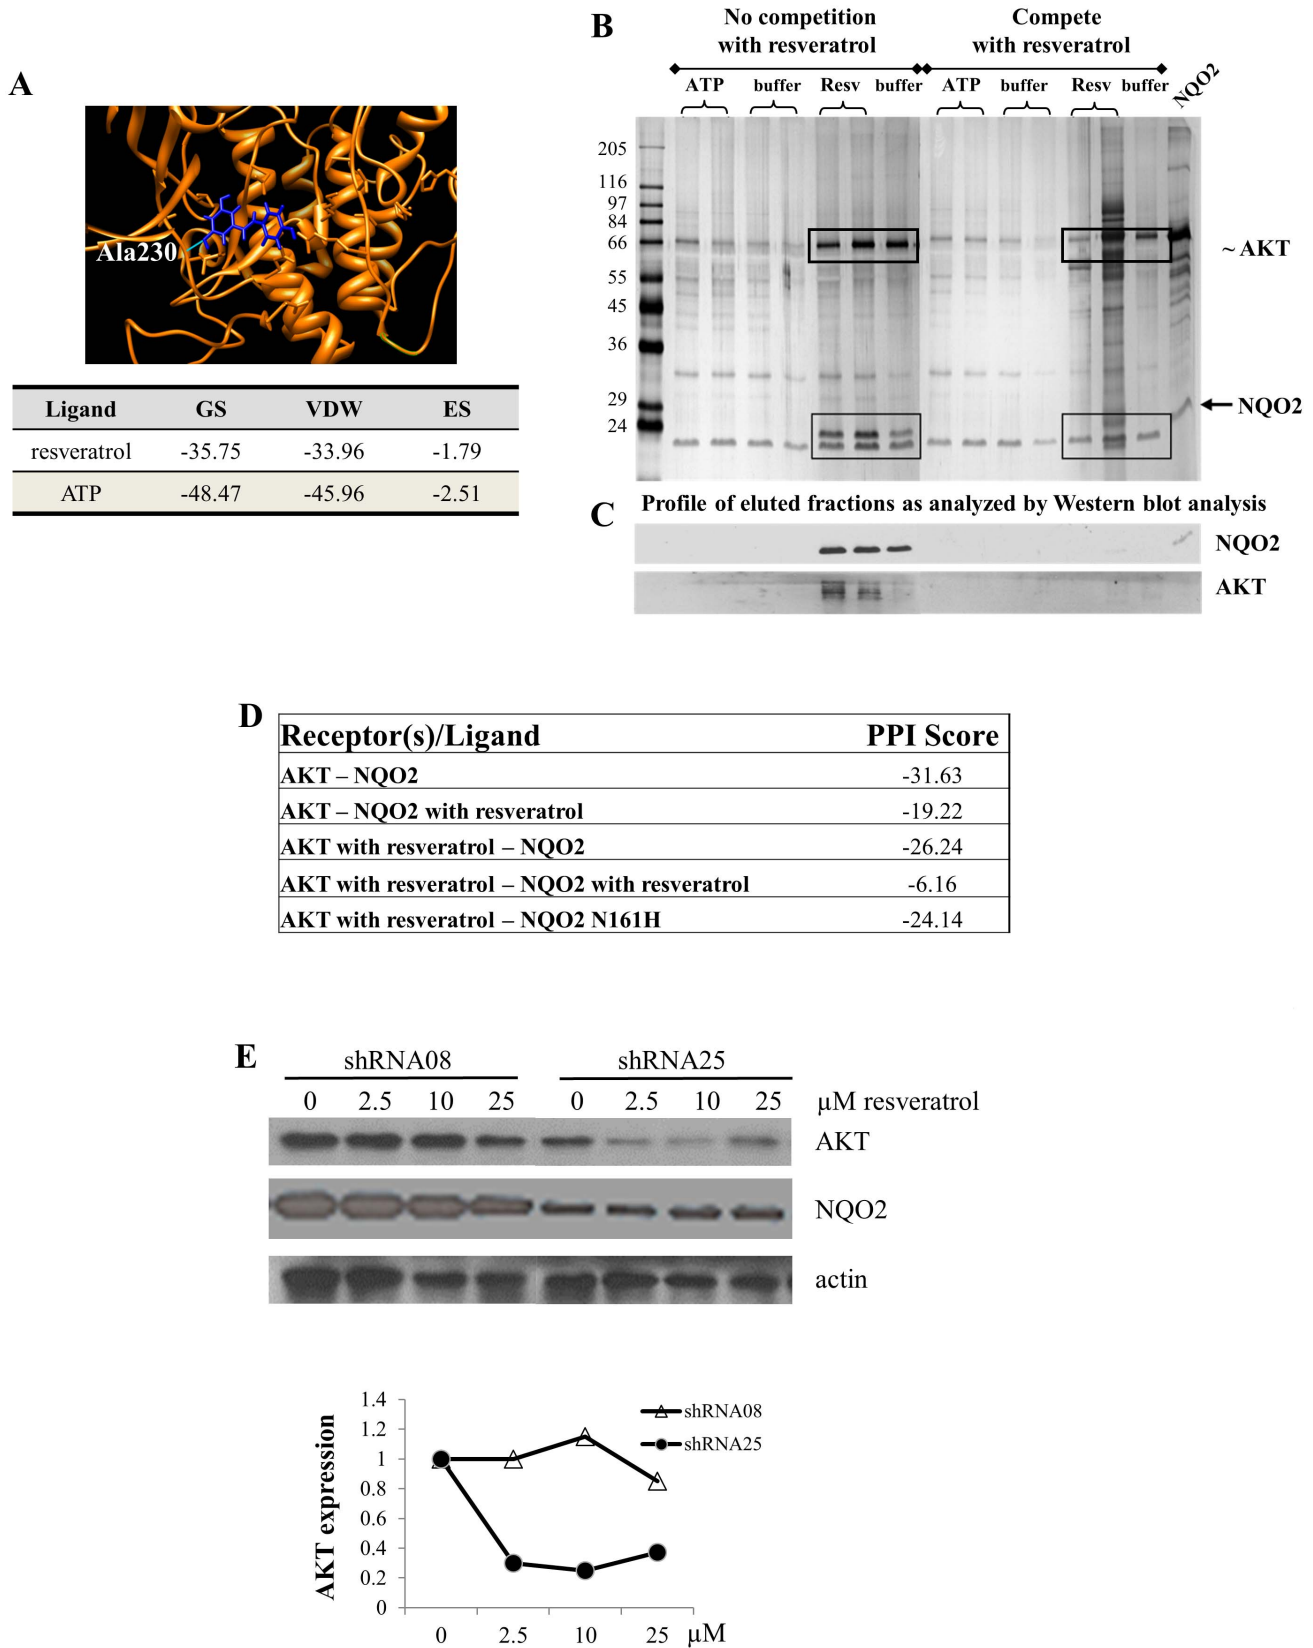 A
Ala230
Ligand GS VDW ES
resveratrol -35.75 -33.96 -1.79
ATP -48.47 -45.96 -2.51
B
No competition
with resveratrol
Compete
with resveratrol
ATP buffer Resv buffer ATP buffer Resv buffer NQO2
205
116
97
84
66
55
45
36
29
24
~ AKT
NQO2
C
Profile of eluted fractions as analyzed by Western blot analysis
NQO2
AKT
D
Receptor(s)/Ligand PPI Score
AKT – NQO2 -31.63
AKT – NQO2 with resveratrol -19.22
AKT with resveratrol – NQO2 -26.24
AKT with resveratrol – NQO2 with resveratrol -6.16
AKT with resveratrol – NQO2 N161H -24.14
E
shRNA08 shRNA25
0 2.5 10 25 0 2.5 10 25 µM resveratrol
AKT
NQO2
actin
AKT expression
1.4
1.2
1
0.8
0.6
0.4
0.2
0
shRNA08
shRNA25
0 2.5 10 25 µM